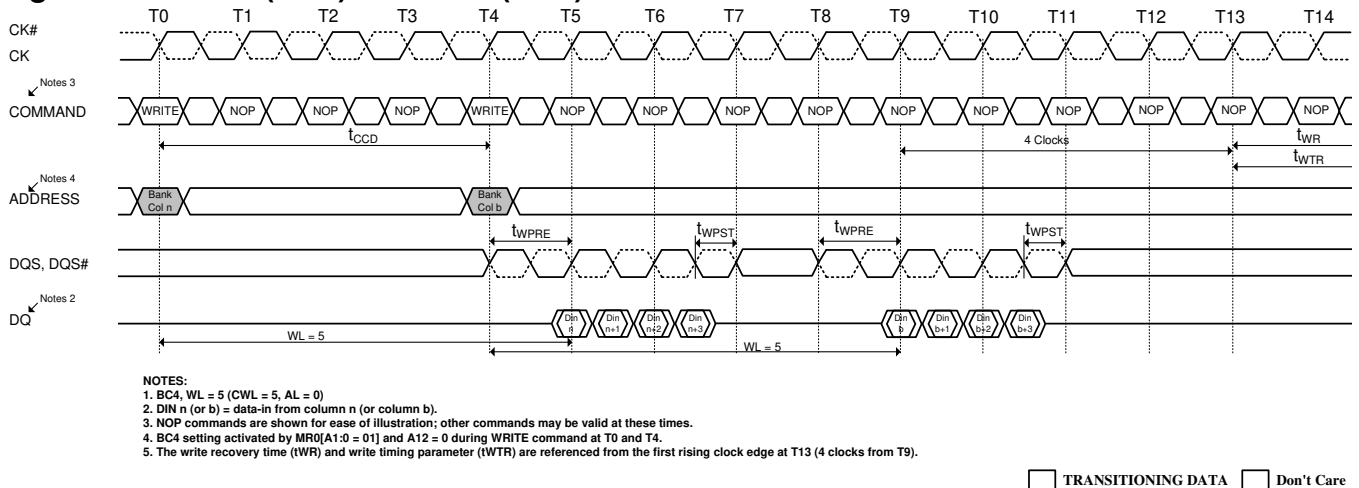 T0 T1 T2 T3 T4 T5 T6 T7 T8 T9 T10 T11 T12 T13 T14
CK#
CK
Notes 3
COMMAND
WRITE NOP NOP NOP WRITE NOP NOP NOP NOP NOP NOP NOP NOP NOP NOP
tCCD
4 Clocks
tWR
tWTR
Notes 4
ADDRESS
Bank
Col n
Bank
Col b
tWPRE
tWPST
tWPRE
tWPST
DQS, DQS#
Notes 2
DQ
Din
n
Din
n+1
Din
n+2
Din
n+3
Din
b
Din
b+1
Din
b+2
Din
b+3
WL = 5
WL = 5
NOTES:
1. BC4, WL = 5 (CWL = 5, AL = 0)
2. DIN n (or b) = data-in from column n (or column b).
3. NOP commands are shown for ease of illustration; other commands may be valid at these times.
4. BC4 setting activated by MR0[A1:0 = 01] and A12 = 0 during WRITE command at T0 and T4.
5. The write recovery time (tWR) and write timing parameter (tWTR) are referenced from the first rising clock edge at T13 (4 clocks from T9).
TRANSITIONING DATA
Don't Care